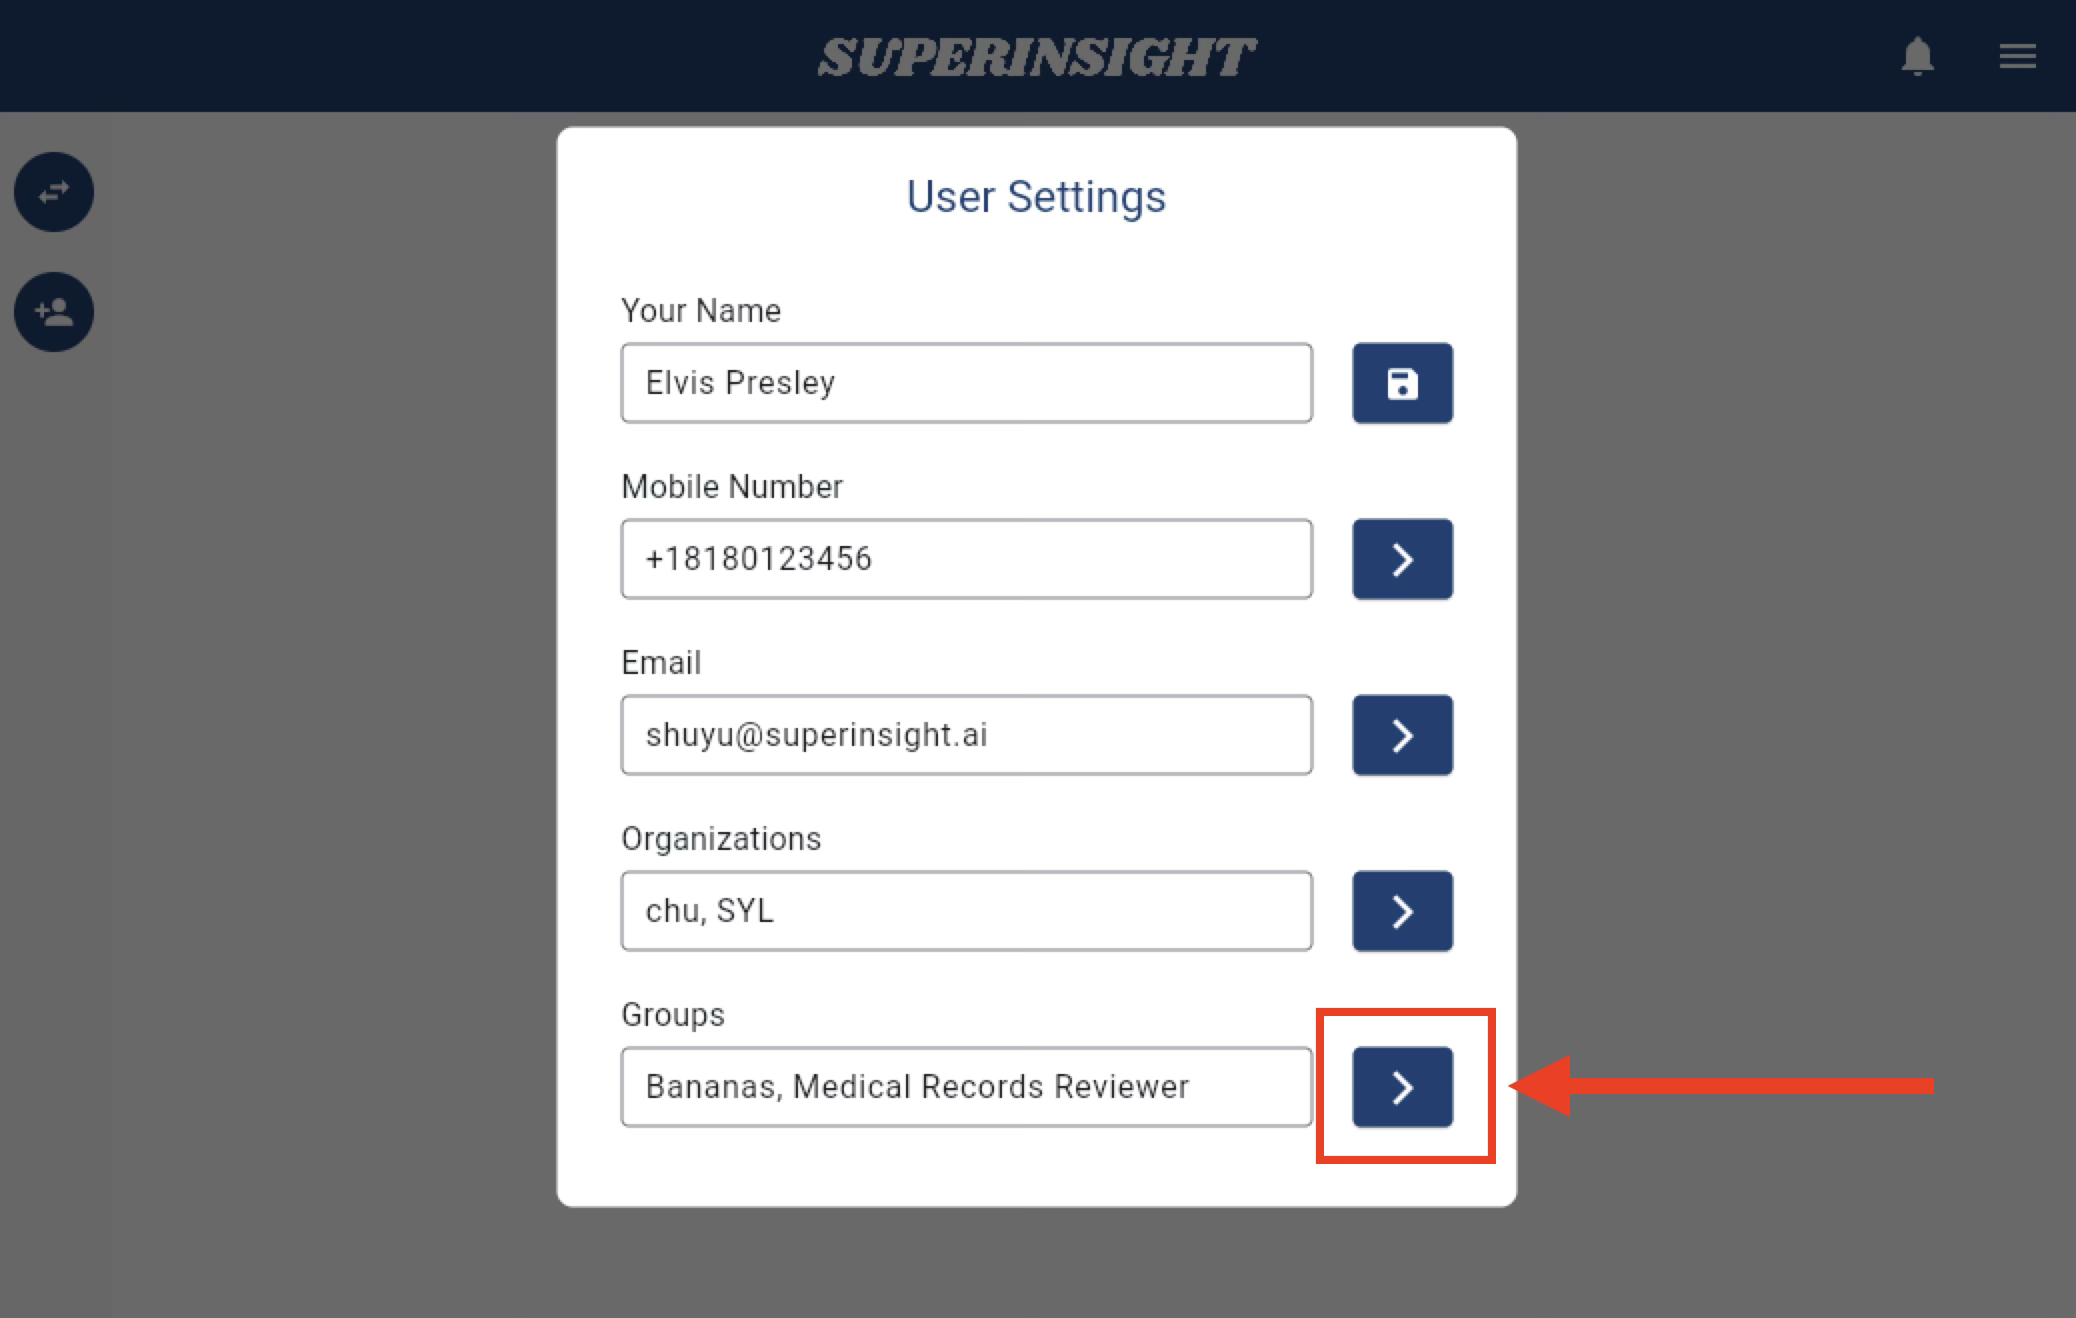 SUPERINSIGHT
User Settings
Your Name
Elvis Presley
Mobile Number
+18180123456
Email
shuyu@superinsight.ai
Organizations
chu, SYL
Groups
Bananas, Medical Records Reviewer